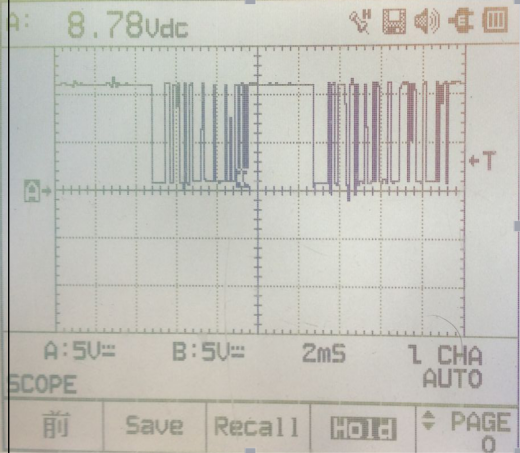 A: 8.78Vdc
H
E
T
A
A:5V B:5V 2mS 1 CHA
SCOPE AUTO
前 Save Recall Hold PAGE
0